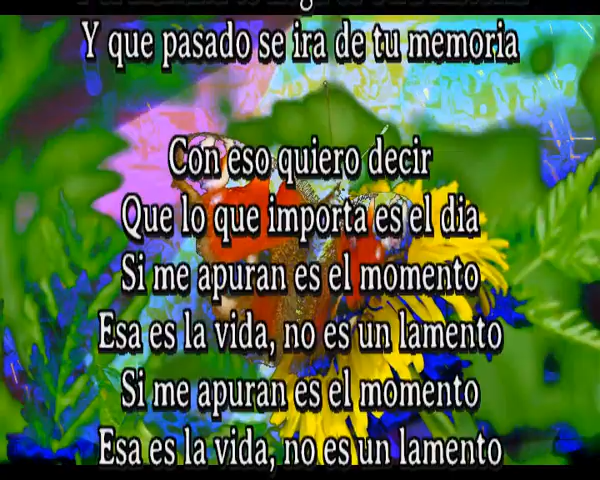 Y que pasado se ira de tu memoria
Con eso quiero decir
Que lo que importa es el dia
Si me apuran es el momento
Esa es la vida, no es un lamento
Si me apuran es el momento
Esa es la vida, no es un lamento